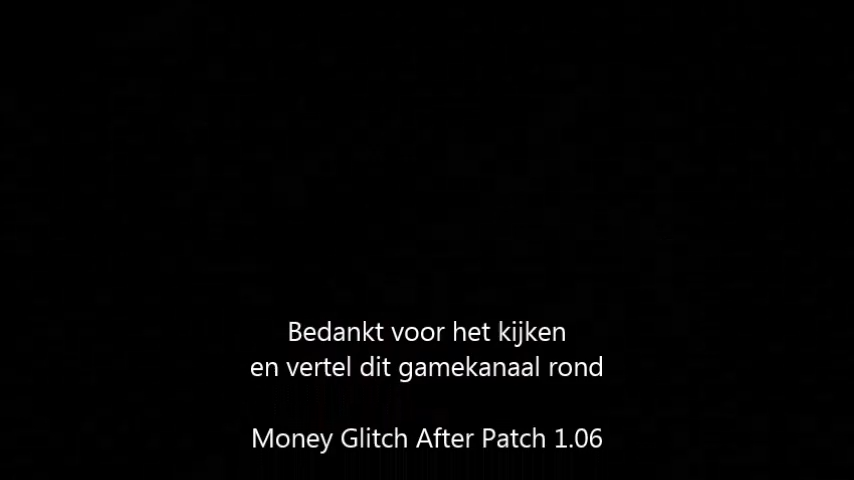 Bedankt voor het kijken
en vertel dit gamekanaal rond
Money Glitch After Patch 1.06